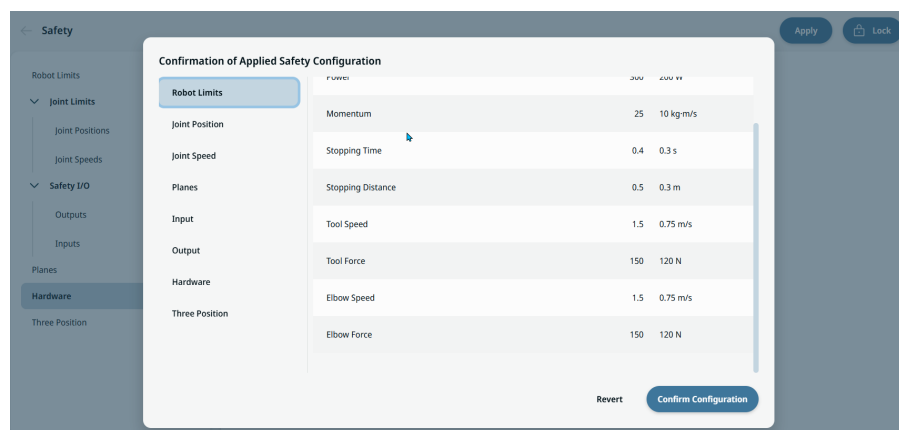 Safety
Apply
Lock
Confirmation of Applied Safety Configuration
Robot Limits
Joint Limits
Joint Positions
Joint Speeds
Safety I/O
Outputs
Inputs
Planes
Hardware
Three Position
Robot Limits
Joint Position
Joint Speed
Planes
Input
Output
Hardware
Three Position
Power 300 200 W
Momentum 25 10 kg·m/s
Stopping Time 0.4 0.3 s
Stopping Distance 0.5 0.3 m
Tool Speed 1.5 0.75 m/s
Tool Force 150 120 N
Elbow Speed 1.5 0.75 m/s
Elbow Force 150 120 N
Revert
Confirm Configuration